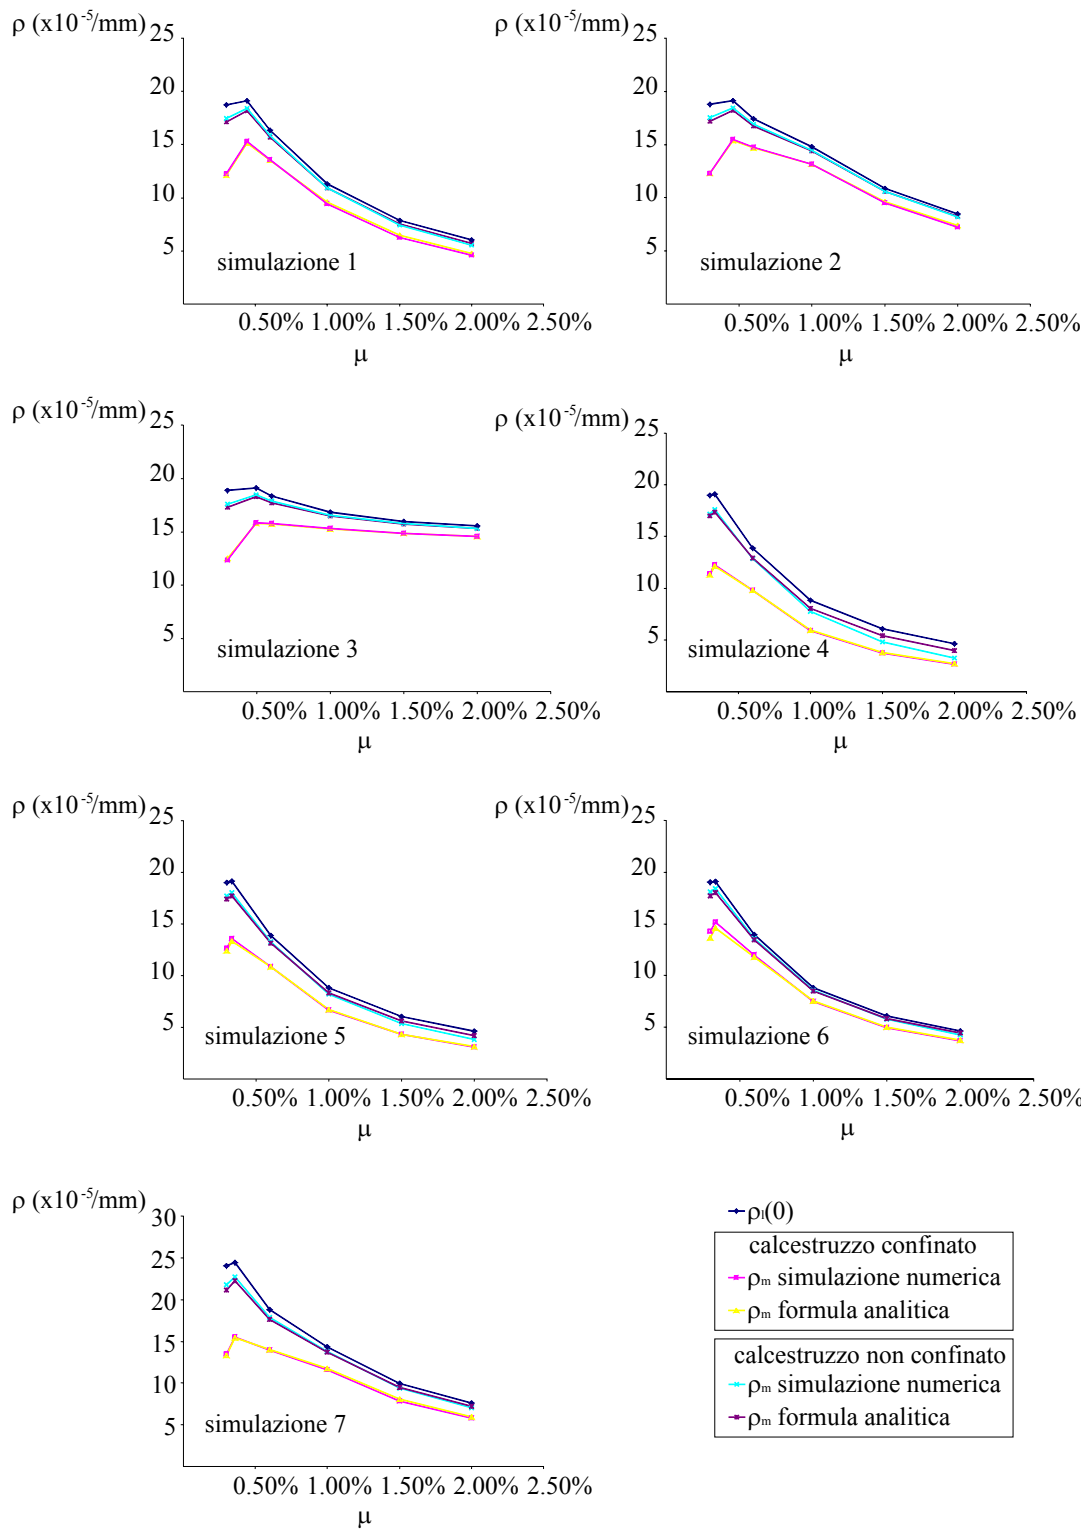 ρ (x10-5/mm)
25
20
15
10
5
simulazione 1
0.50% 1.00% 1.50% 2.00% 2.50%
μ
ρ (x10-5/mm)
25
20
15
10
5
simulazione 2
0.50% 1.00% 1.50% 2.00% 2.50%
μ
ρ (x10-5/mm)
25
20
15
10
5
simulazione 3
0.50% 1.00% 1.50% 2.00% 2.50%
μ
ρ (x10-5/mm)
25
20
15
10
5
simulazione 4
0.50% 1.00% 1.50% 2.00% 2.50%
μ
ρ (x10-5/mm)
25
20
15
10
5
simulazione 5
0.50% 1.00% 1.50% 2.00% 2.50%
μ
ρ (x10-5/mm)
25
20
15
10
5
simulazione 6
0.50% 1.00% 1.50% 2.00% 2.50%
μ
ρ (x10-5/mm)
30
25
20
15
10
5
simulazione 7
0.50% 1.00% 1.50% 2.00% 2.50%
μ
ρl(0)
calcestruzzo confinato
ρm simulazione numerica
ρm formula analitica
calcestruzzo non confinato
ρm simulazione numerica
ρm formula analitica